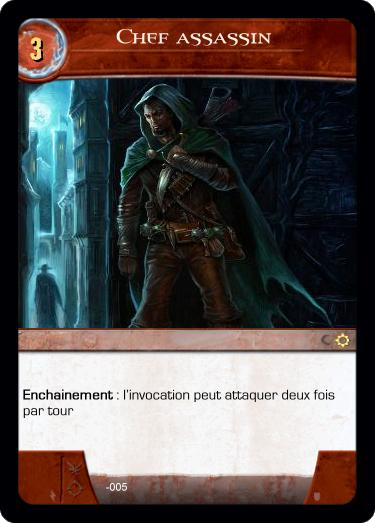 3
Chef assassin
Enchainement : l'invocation peut attaquer deux fois
par tour
-005